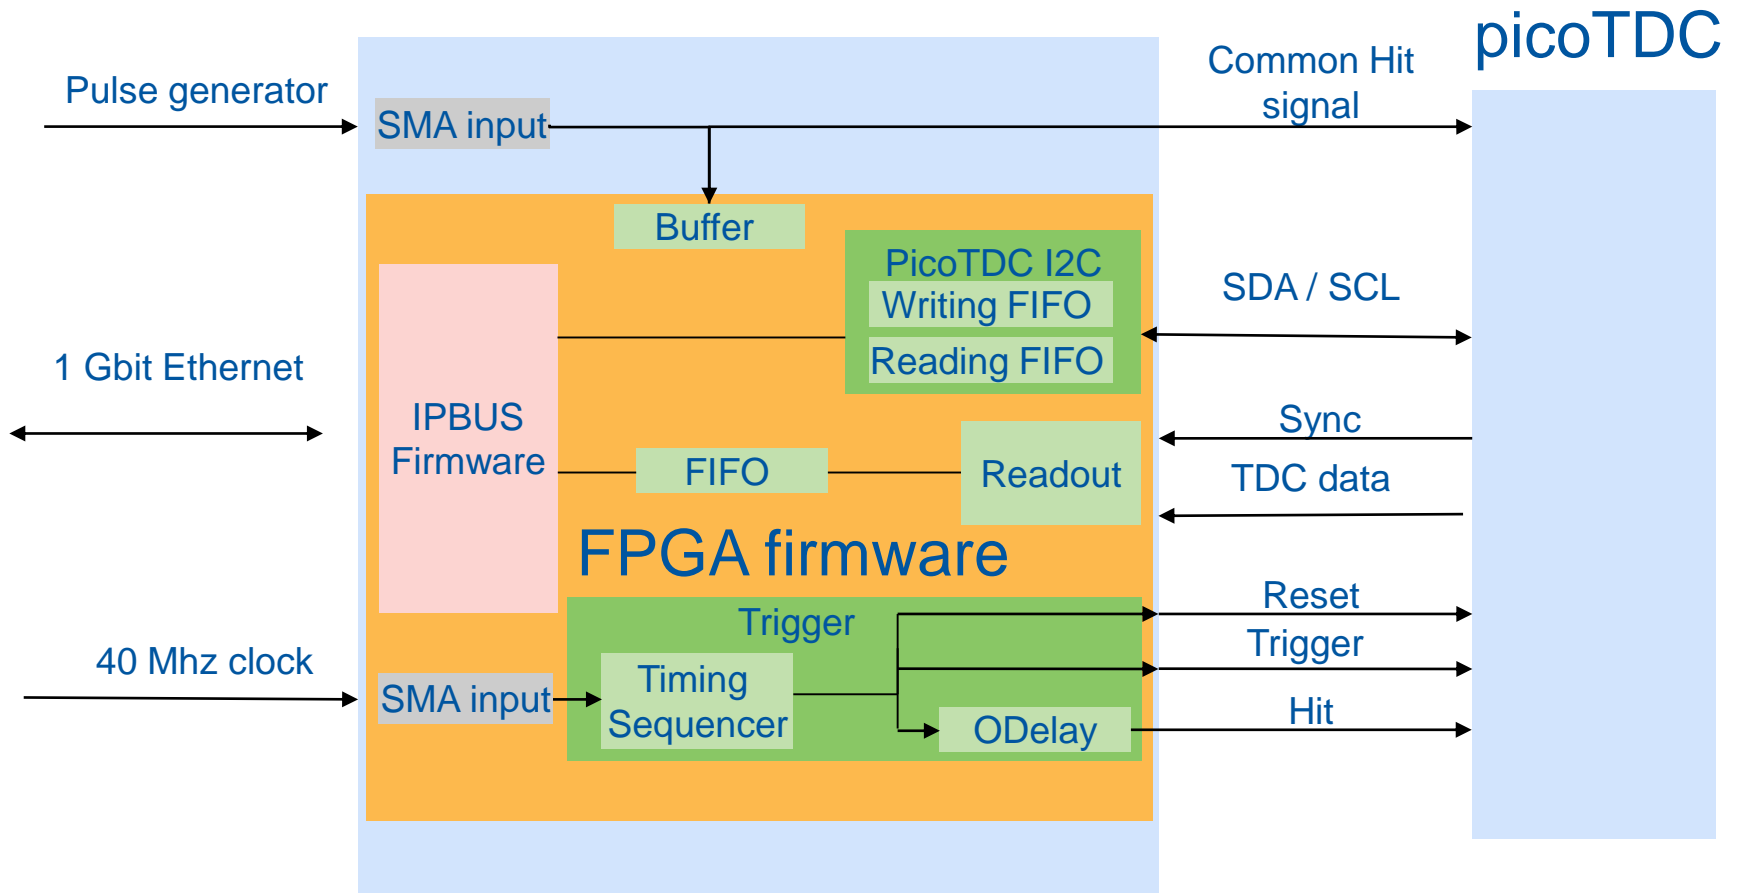 picoTDC
Common Hit
signal
Pulse generator
SMA input
Buffer
PicoTDC I2C
Writing FIFO
Reading FIFO
SDA / SCL
1 Gbit Ethernet
IPBUS
Firmware
FIFO
Readout
Sync
TDC data
FPGA firmware
Trigger
Reset
Trigger
40 Mhz clock
SMA input
Timing
Sequencer
ODelay
Hit